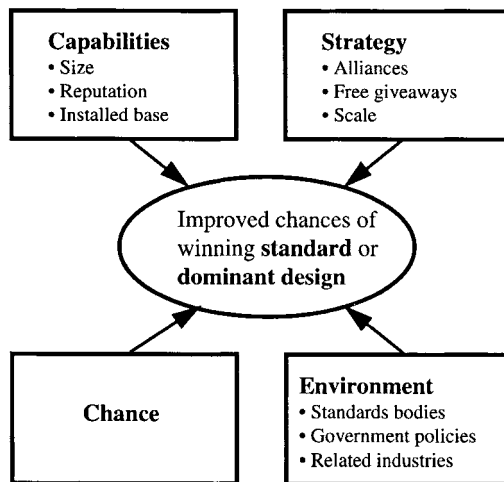 Capabilities
• Size
• Reputation
• Installed base
Strategy
• Alliances
• Free giveaways
• Scale
Improved chances of
winning standard or
dominant design
Chance
Environment
• Standards bodies
• Government policies
• Related industries